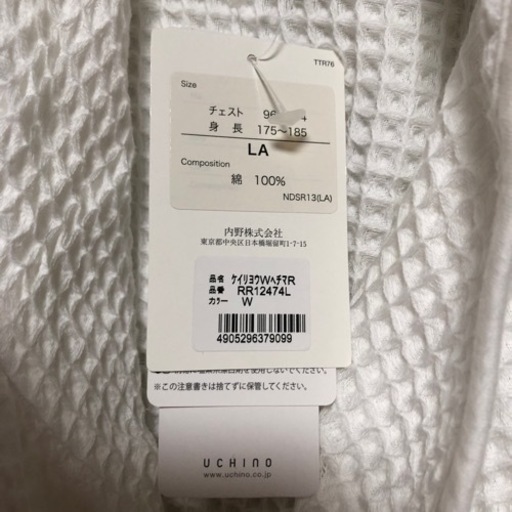 TTR76
Size
チェスト
身 長 175~185
LA
Composition
綿 100%
NDSR13(LA)
内野株式会社
東京都中央区日本橋堀留町1-7-15
品名 ケイリヨウWヘチマR
品番 RR12474L
カラー W
4905296379099
※この注意書きは捨てずに保管してください。
UCHINO
www.uchino.co.jp